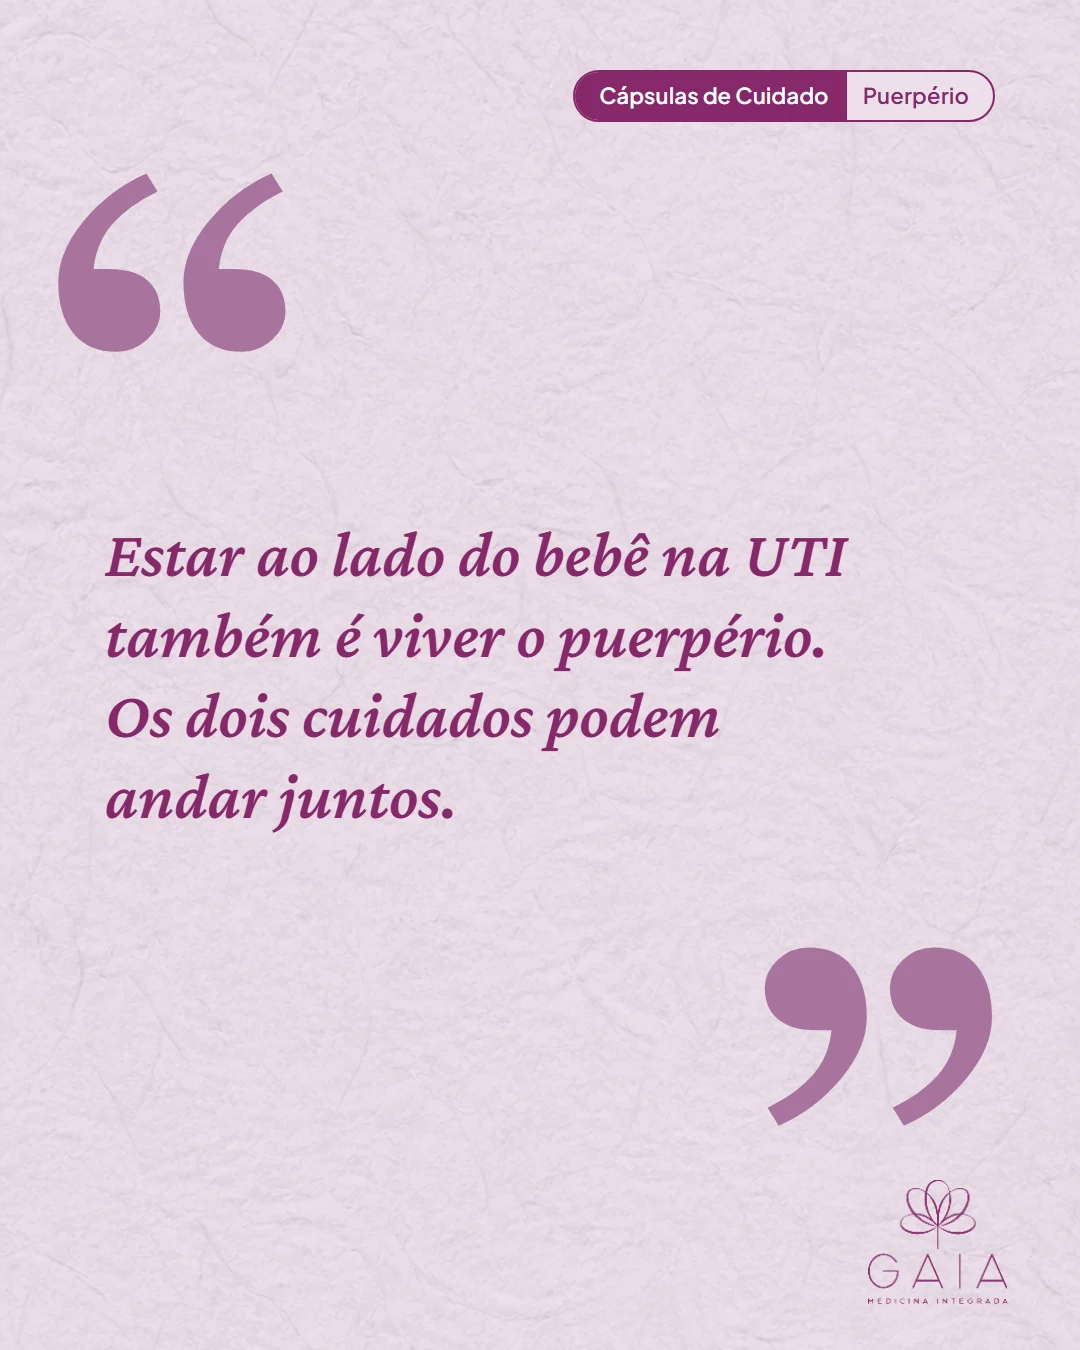 Cápsulas de Cuidado Puerpério
“
Estar ao lado do bebê na UTI
também é viver o puerpério.
Os dois cuidados podem
andar juntos.
”
GAIA
MEDICINA INTEGRADA